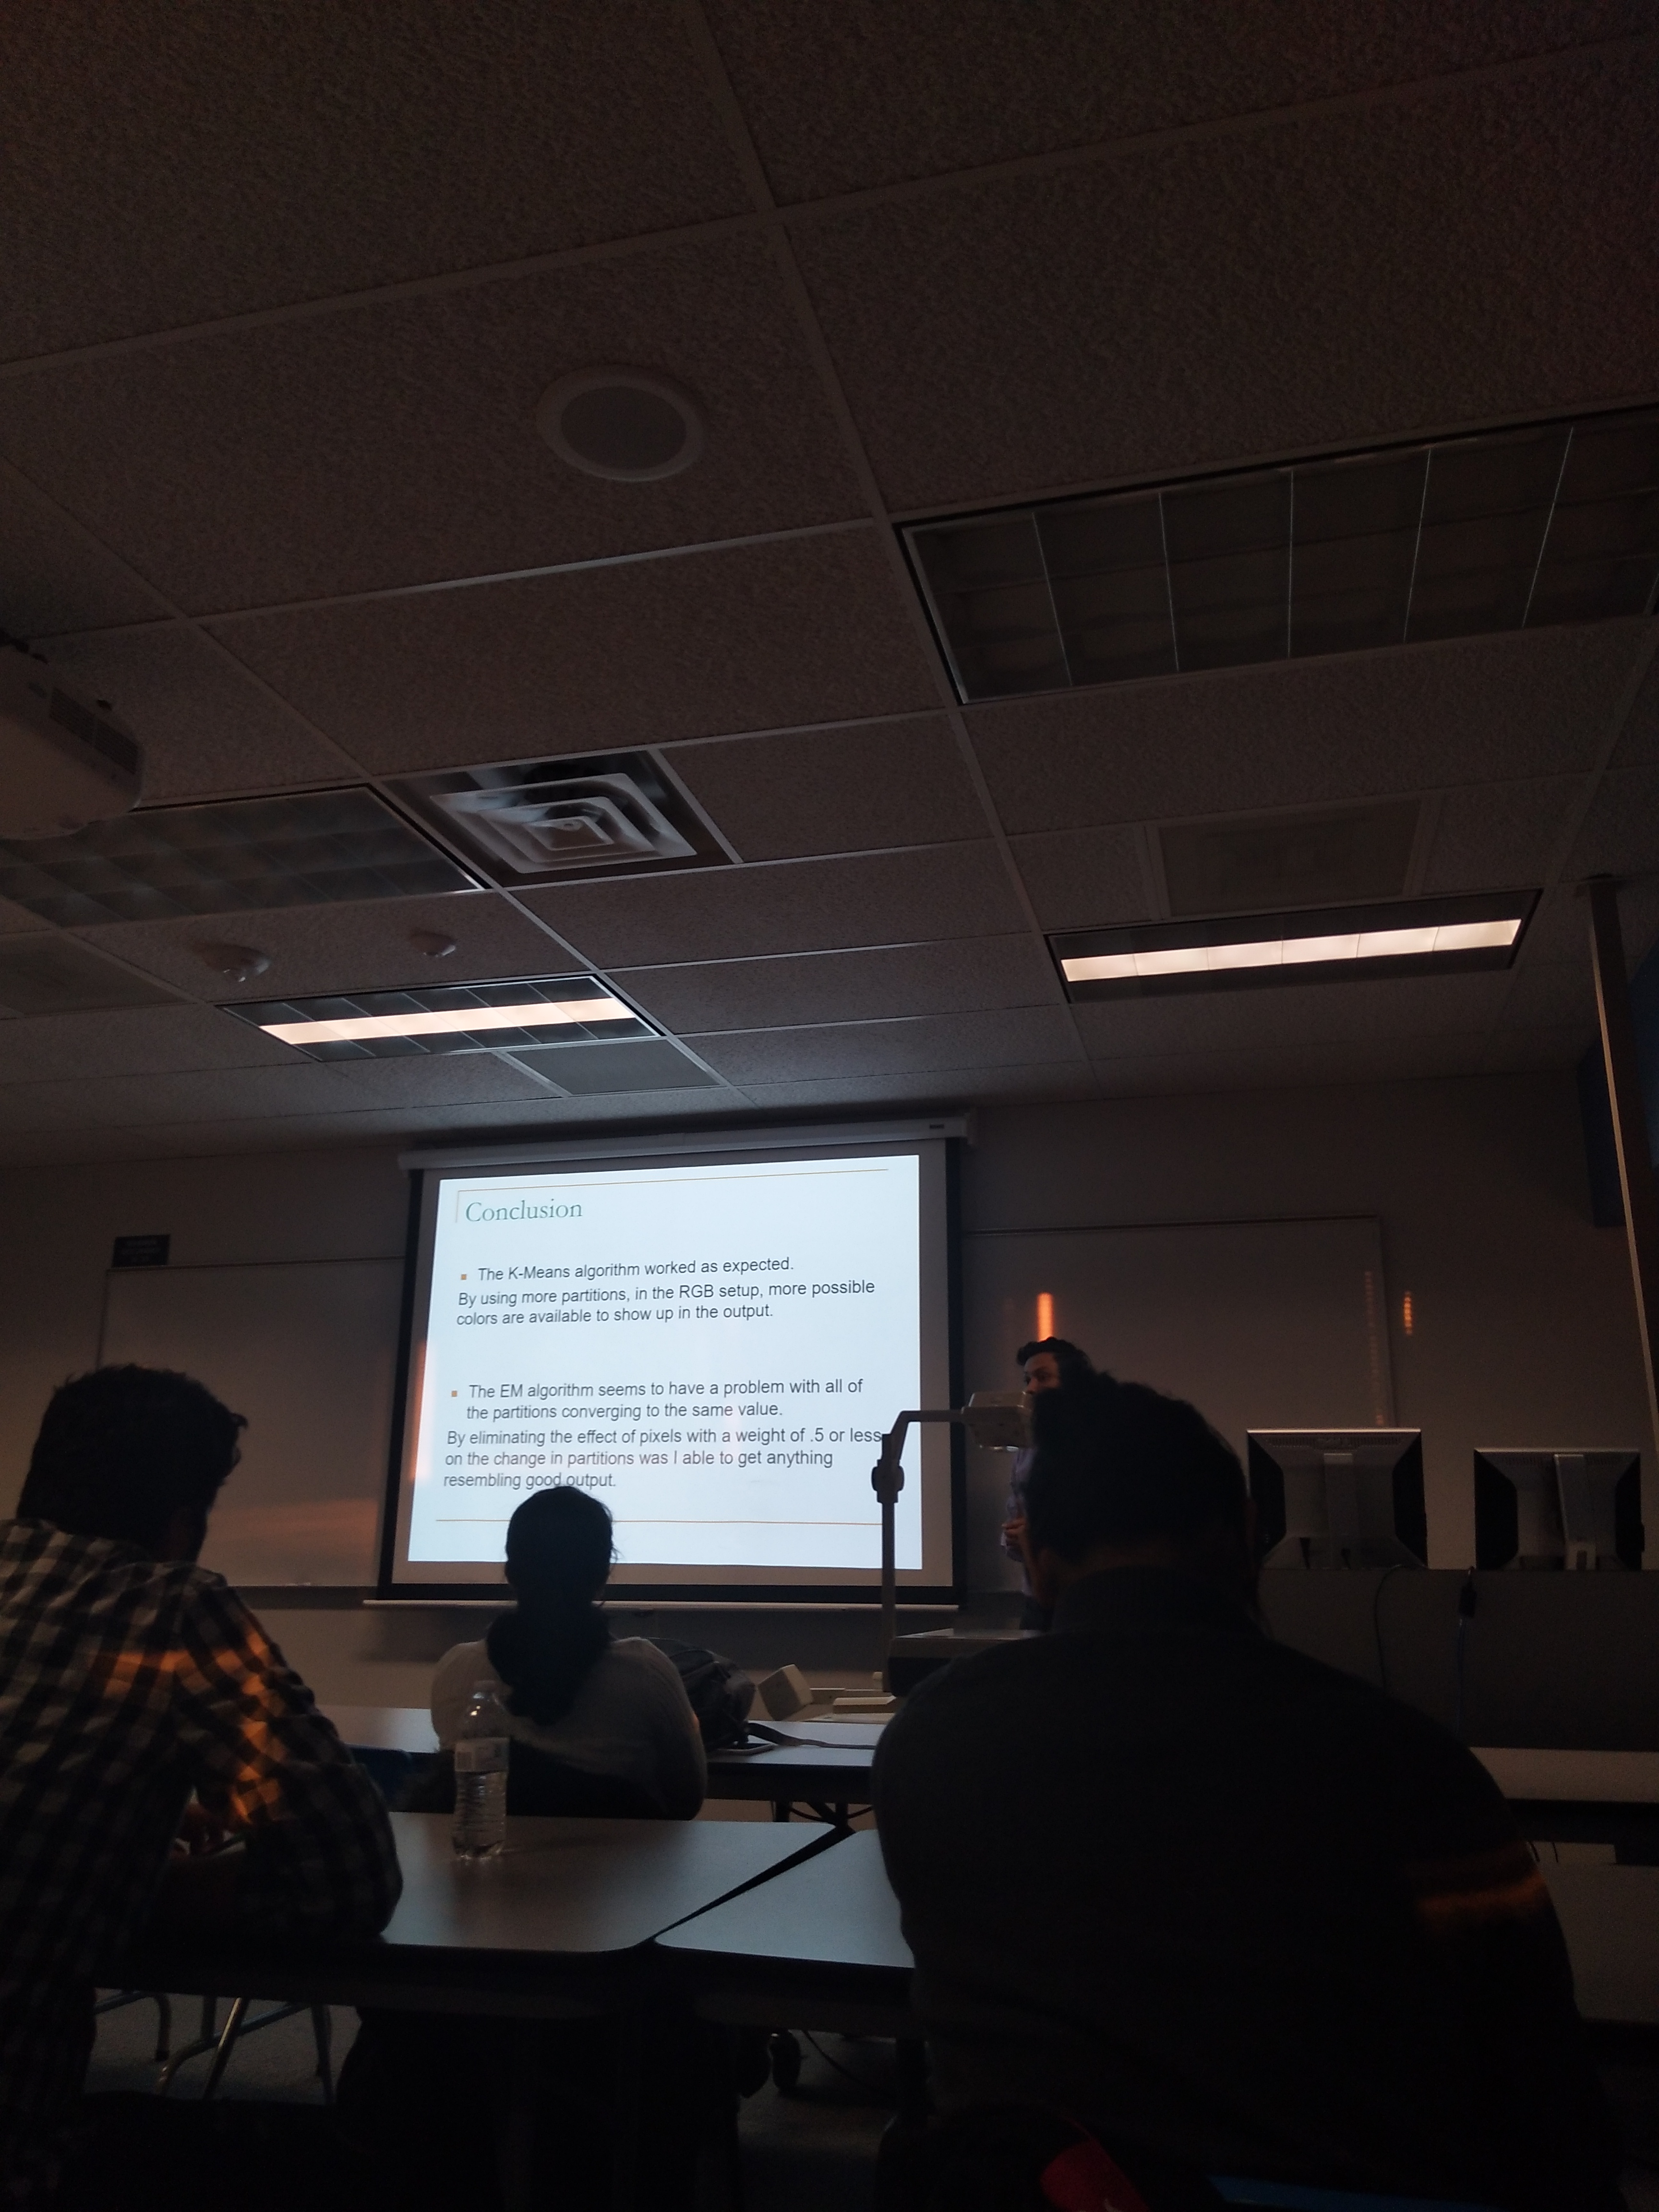 Conclusion
The K-Means algorithm worked as expected.
By using more partitions, in the RGB setup, more possible
colors are available to show up in the output.
The EM algorithm seems to have a problem with all of
the partitions converging to the same value.
By eliminating the effect of pixels with a weight of .5 or less
on the change in partitions was I able to get anything
resembling good output.